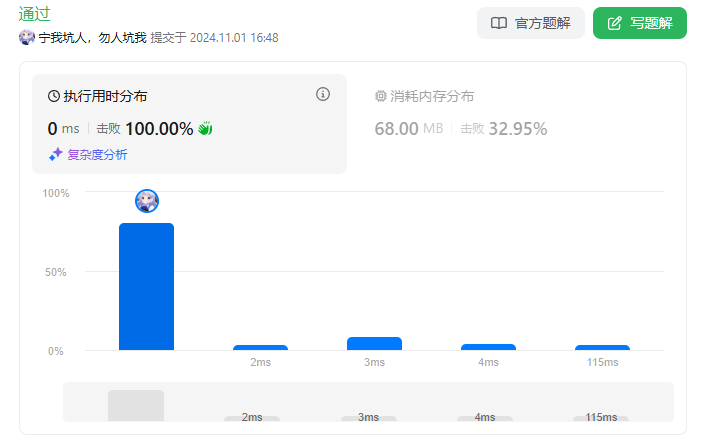 通过
官方题解
写题解
宁我坑人，勿人坑我 提交于 2024.11.01 16:48
执行用时分布
消耗内存分布
0 ms 击败 100.00%
68.00 MB 击败 32.95%
复杂度分析
100%
50%
0%
2ms 3ms 4ms 115ms
2ms 3ms 4ms 115ms